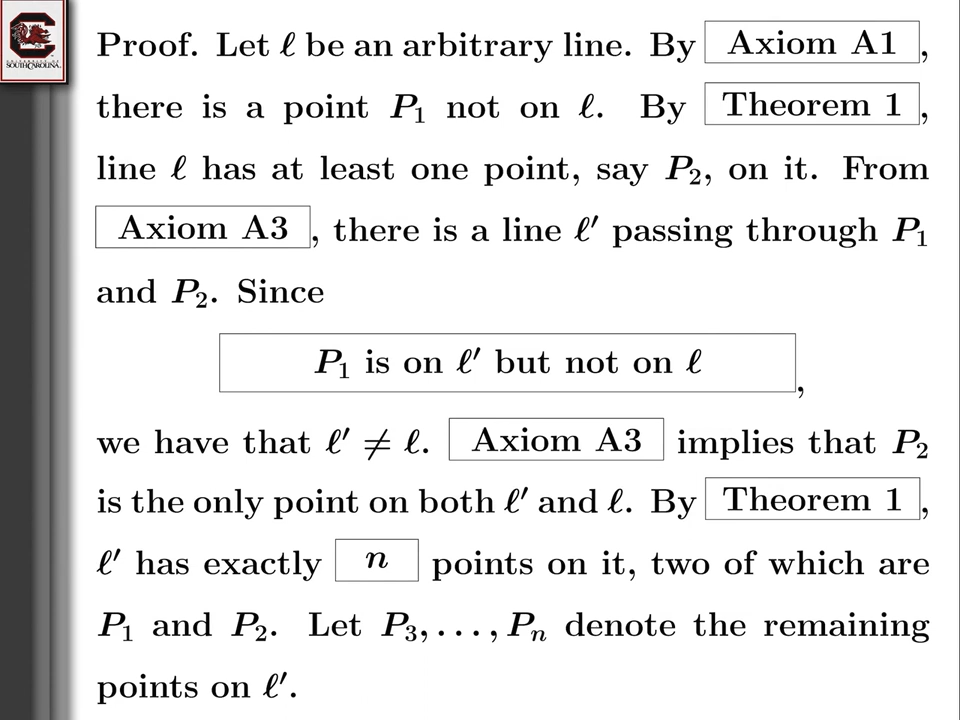 SOUTH CAROLINA
Proof. Let ℓ be an arbitrary line. By Axiom A1,
there is a point P₁ not on ℓ. By Theorem 1,
line ℓ has at least one point, say P₂, on it. From
Axiom A3, there is a line ℓ′ passing through P₁
and P₂. Since
P₁ is on ℓ′ but not on ℓ,
we have that ℓ′ ≠ ℓ. Axiom A3 implies that P₂
is the only point on both ℓ′ and ℓ. By Theorem 1,
ℓ′ has exactly n points on it, two of which are
P₁ and P₂. Let P₃, . . . , Pₙ denote the remaining
points on ℓ′.